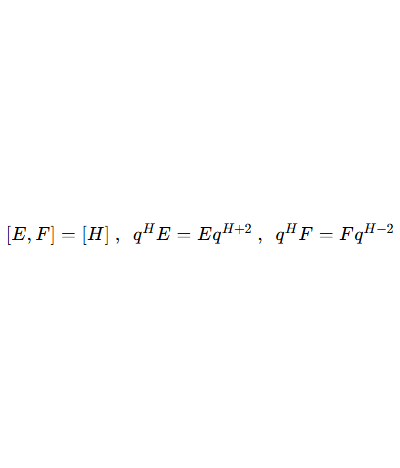 [E, F] = [H] , q^H E = E q^{H+2} , q^H F = F q^{H−2}